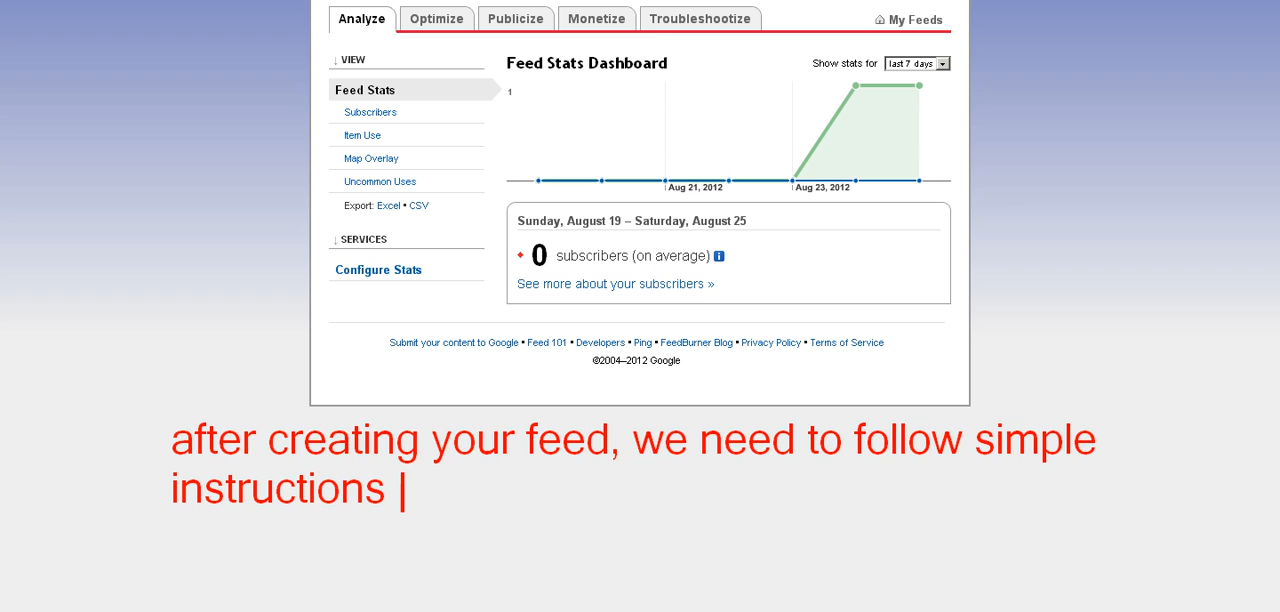 Analyze Optimize Publicize Monetize Troubleshootize My Feeds
↓ VIEW
Feed Stats
Subscribers
Item Use
Map Overlay
Uncommon Uses
Export: Excel • CSV
↓ SERVICES
Configure Stats
Feed Stats Dashboard
Show stats for last 7 days
1
Aug 21, 2012 Aug 23, 2012
Sunday, August 19 – Saturday, August 25
0 subscribers (on average) i
See more about your subscribers »
Submit your content to Google • Feed 101 • Developers • Ping • FeedBurner Blog • Privacy Policy • Terms of Service
©2004–2012 Google
after creating your feed, we need to follow simple
instructions |